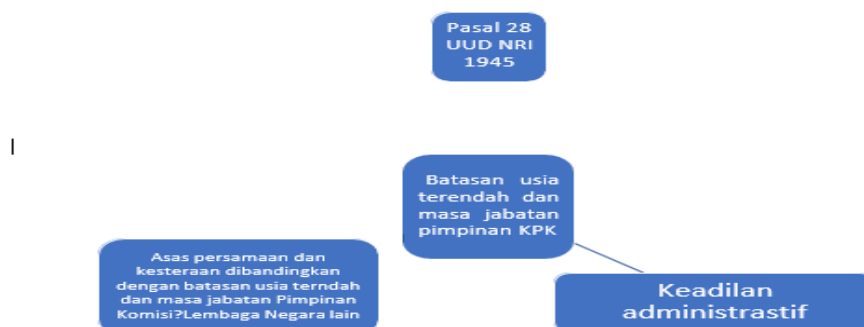 Pasal 28
UUD NRI
1945
Batasan usia
terendah dan
masa jabatan
pimpinan KPK
Asas persamaan dan
kesteraan dibandingkan
dengan batasan usia terndah
dan masa jabatan Pimpinan
Komisi?Lembaga Negara lain
Keadilan
administrastif